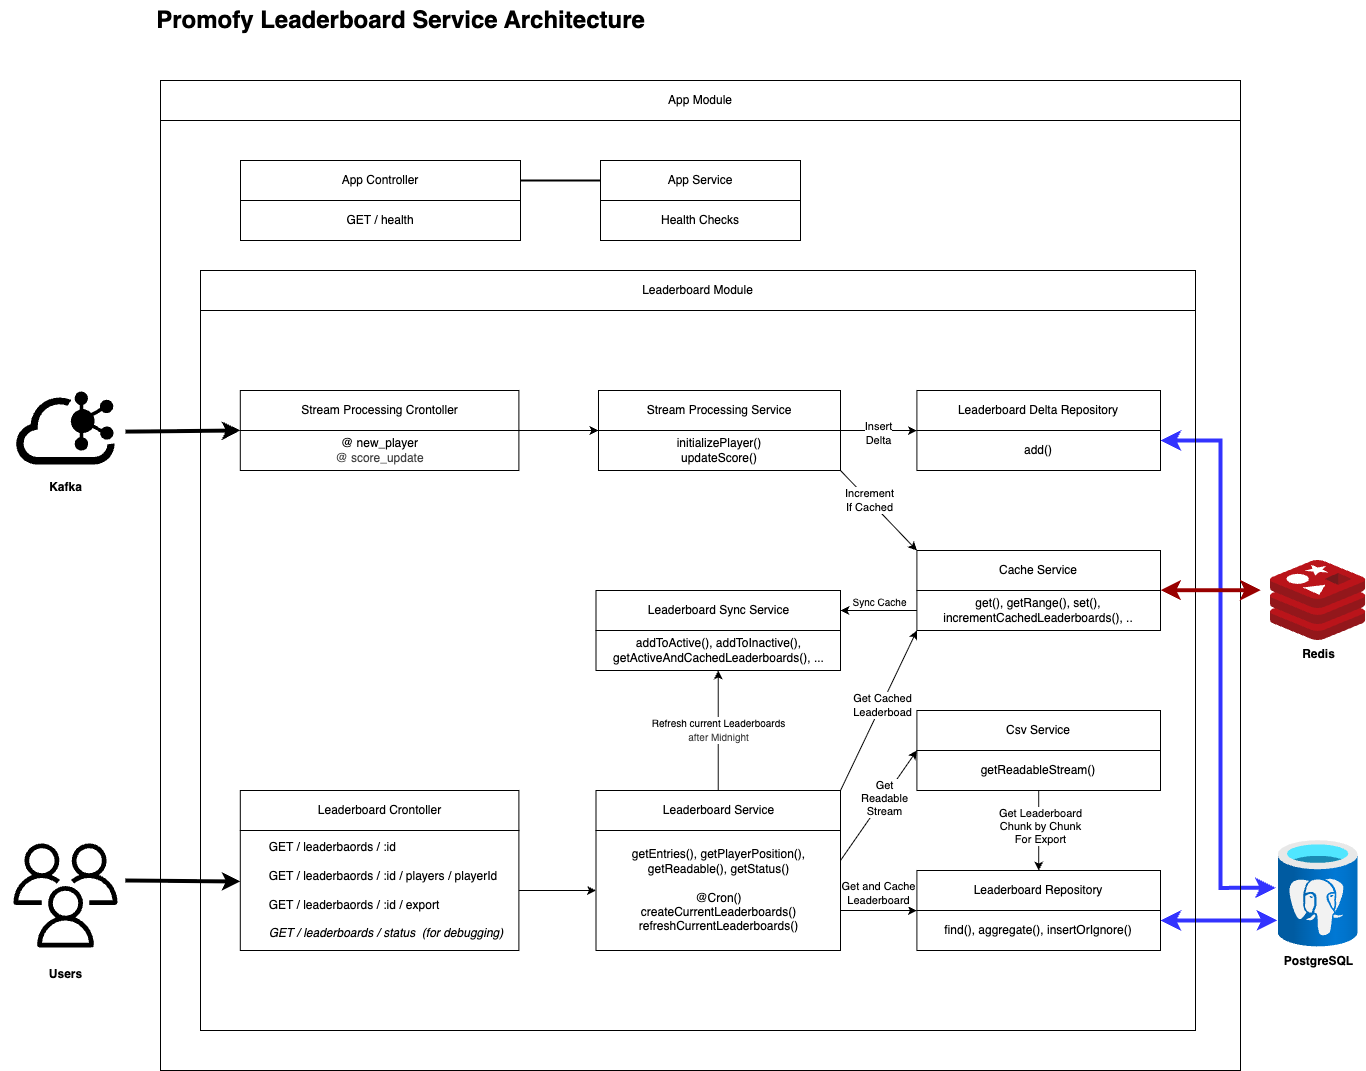 Promofy Leaderboard Service Architecture
App Module
App Controller
GET / health
App Service
Health Checks
Leaderboard Module
Kafka
Stream Processing Crontoller
@ new_player
@ score_update
Stream Processing Service
initializePlayer()
updateScore()
Insert
Delta
Leaderboard Delta Repository
add()
Increment
If Cached
Cache Service
get(), getRange(), set(),
incrementCachedLeaderboards(), ..
Sync Cache
Leaderboard Sync Service
addToActive(), addToInactive(),
getActiveAndCachedLeaderboards(), ...
Redis
Refresh current Leaderboards
after Midnight
Get Cached
Leaderboad
Csv Service
getReadableStream()
Get
Readable
Stream
Get Leaderboard
Chunk by Chunk
For Export
Users
Leaderboard Crontoller
GET / leaderbaords / :id
GET / leaderbaords / :id / players / playerId
GET / leaderbaords / :id / export
GET / leaderboards / status  (for debugging)
Leaderboard Service
getEntries(), getPlayerPosition(),
getReadable(), getStatus()
@Cron()
createCurrentLeaderboards()
refreshCurrentLeaderboards()
Get and Cache
Leaderboard
Leaderboard Repository
find(), aggregate(), insertOrIgnore()
PostgreSQL